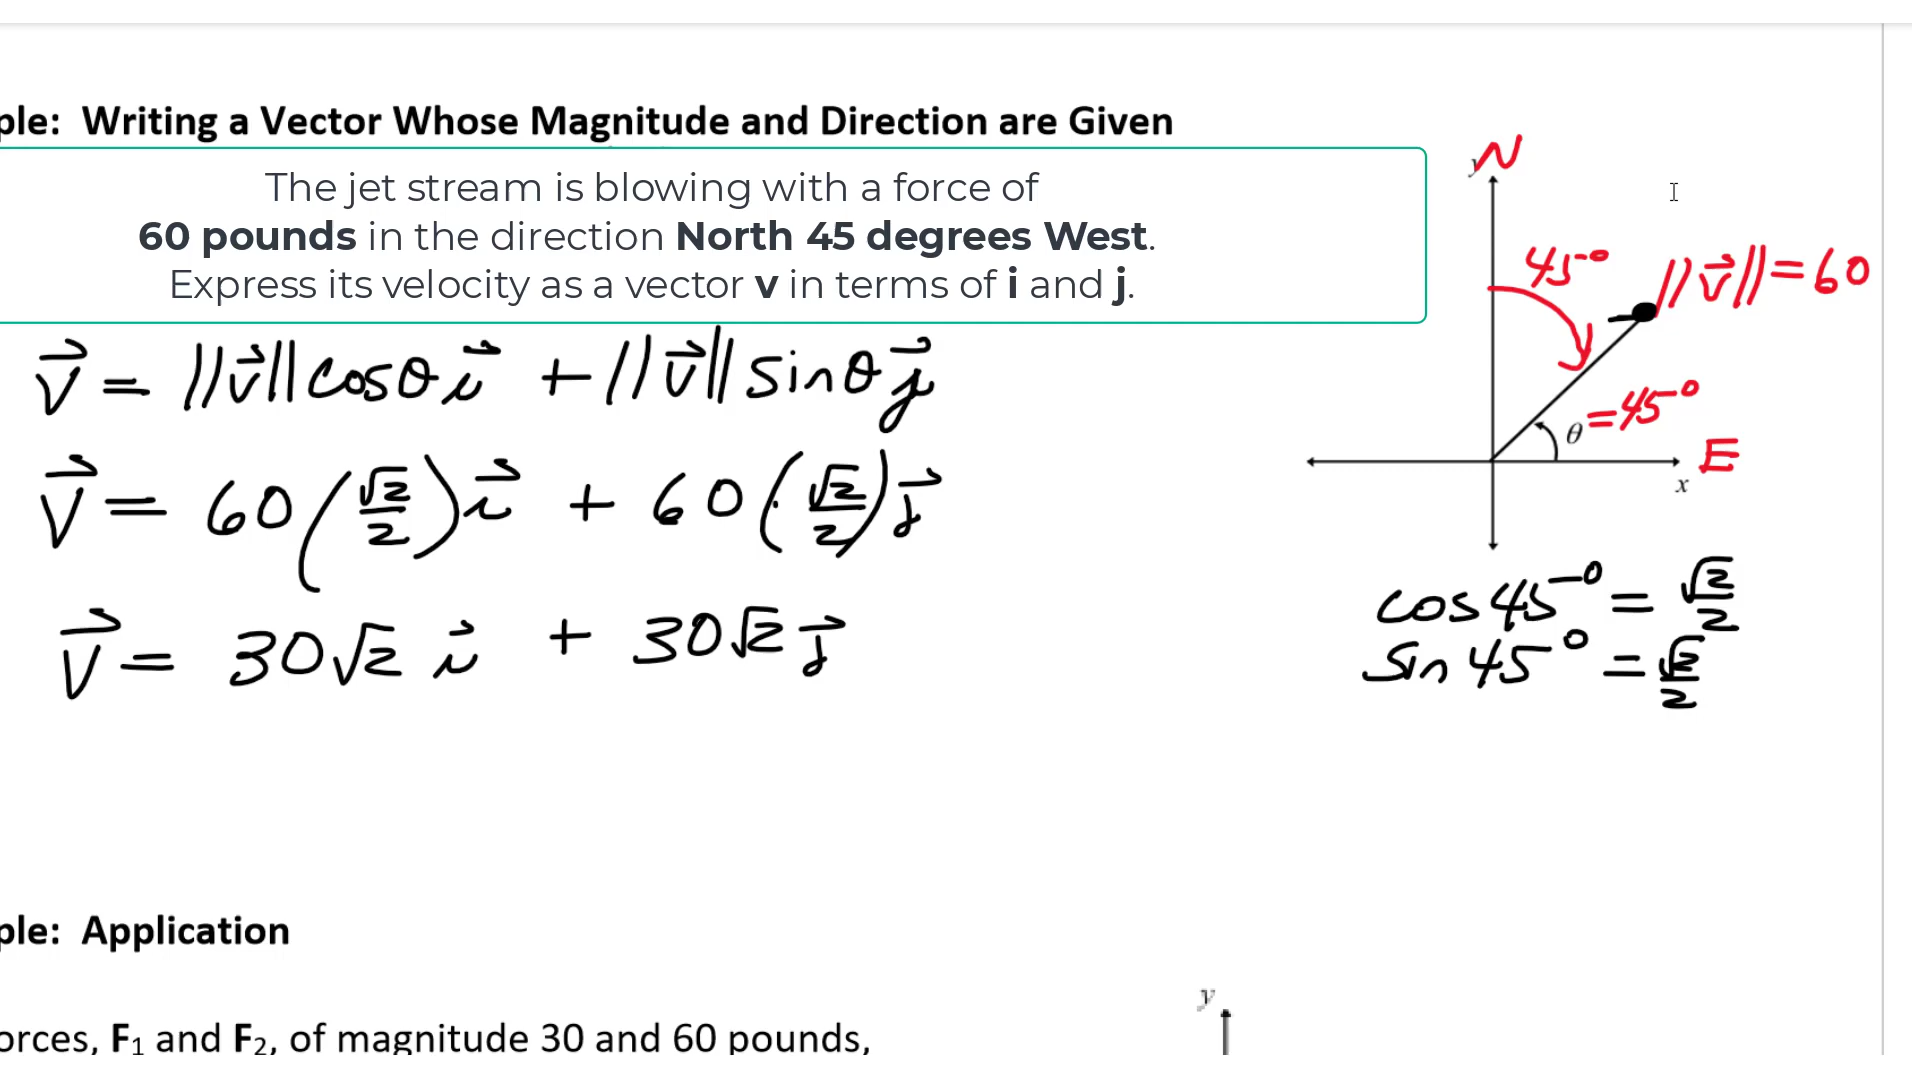 ple: Writing a Vector Whose Magnitude and Direction are Given
The jet stream is blowing with a force of
60 pounds in the direction North 45 degrees West.
Express its velocity as a vector v in terms of i and j.
v⃗ = ||v⃗|| cosθ i⃗ + ||v⃗|| sinθ j⃗
v⃗ = 60(√2/2)i⃗ + 60(√2/2)j⃗
v⃗ = 30√2 i⃗ + 30√2 j⃗
y N
45°
||v⃗|| = 60
θ = 45°
E
x
cos 45° = √2/2
sin 45° = √2/2
ple: Application
y
orces, F₁ and F₂, of magnitude 30 and 60 pounds,